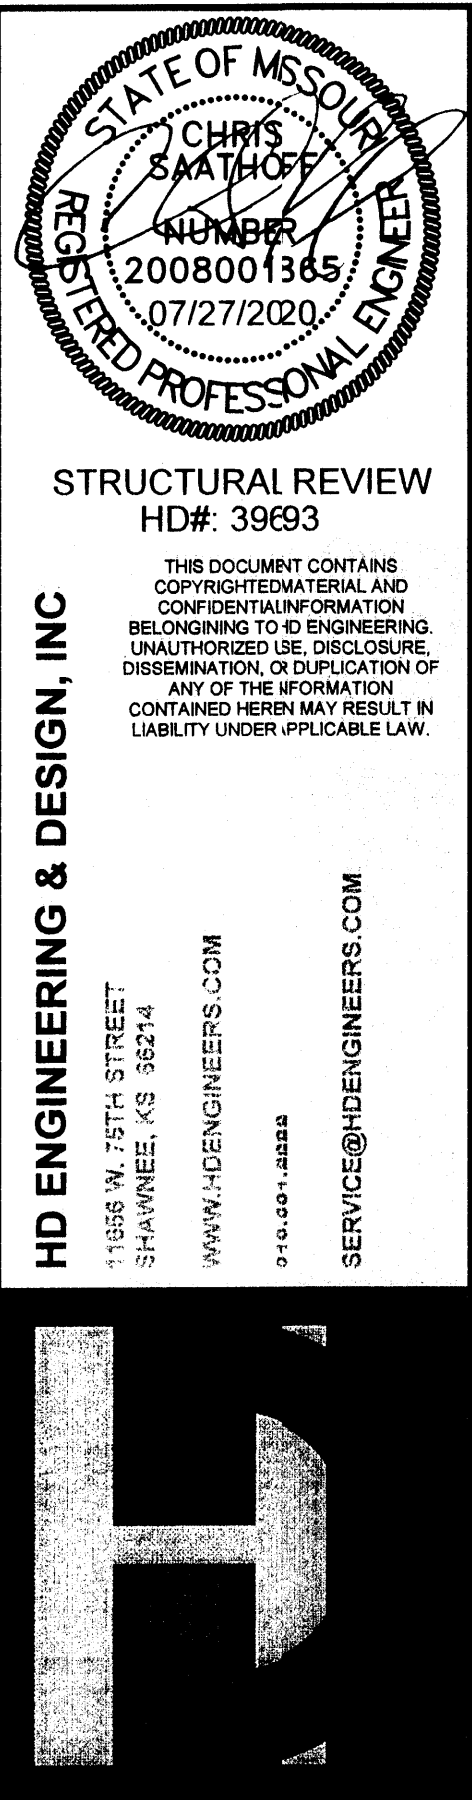 STATE OF MISSOURI
CHRIS
SAATHOFF
NUMBER
2008001365
07/27/2020
REGISTERED PROFESSIONAL ENGINEER
STRUCTURAL REVIEW
HD#: 39693
THIS DOCUMENT CONTAINS
COPYRIGHTEDMATERIAL AND
CONFIDENTIALINFORMATION
BELONGINING TO HD ENGINEERING.
UNAUTHORIZED USE, DISCLOSURE,
DISSEMINATION, OR DUPLICATION OF
ANY OF THE INFORMATION
CONTAINED HEREIN MAY RESULT IN
LIABILITY UNDER APPLICABLE LAW.
HD ENGINEERING & DESIGN, INC
11656 W. 75TH STREET
SHAWNEE, KS 66214
WWW.HDENGINEERS.COM
SERVICE@HDENGINEERS.COM